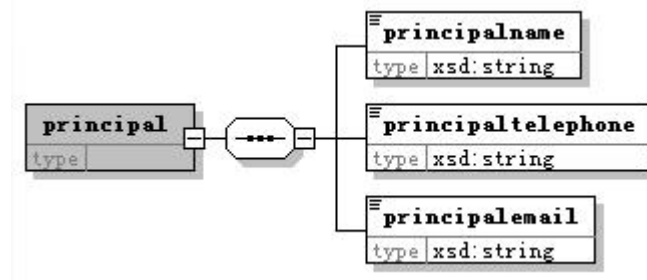 principalname
type xsd:string
principal
type
principaltelephone
type xsd:string
principalemail
type xsd:string